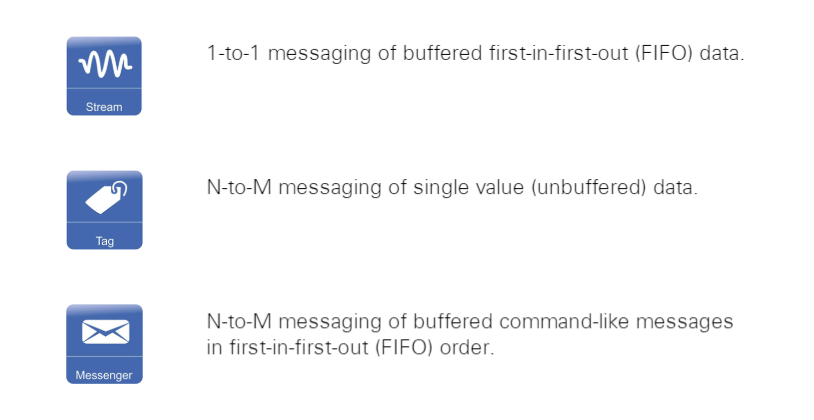 1-to-1 messaging of buffered first-in-first-out (FIFO) data.
Stream
N-to-M messaging of single value (unbuffered) data.
Tag
N-to-M messaging of buffered command-like messages
in first-in-first-out (FIFO) order.
Messenger